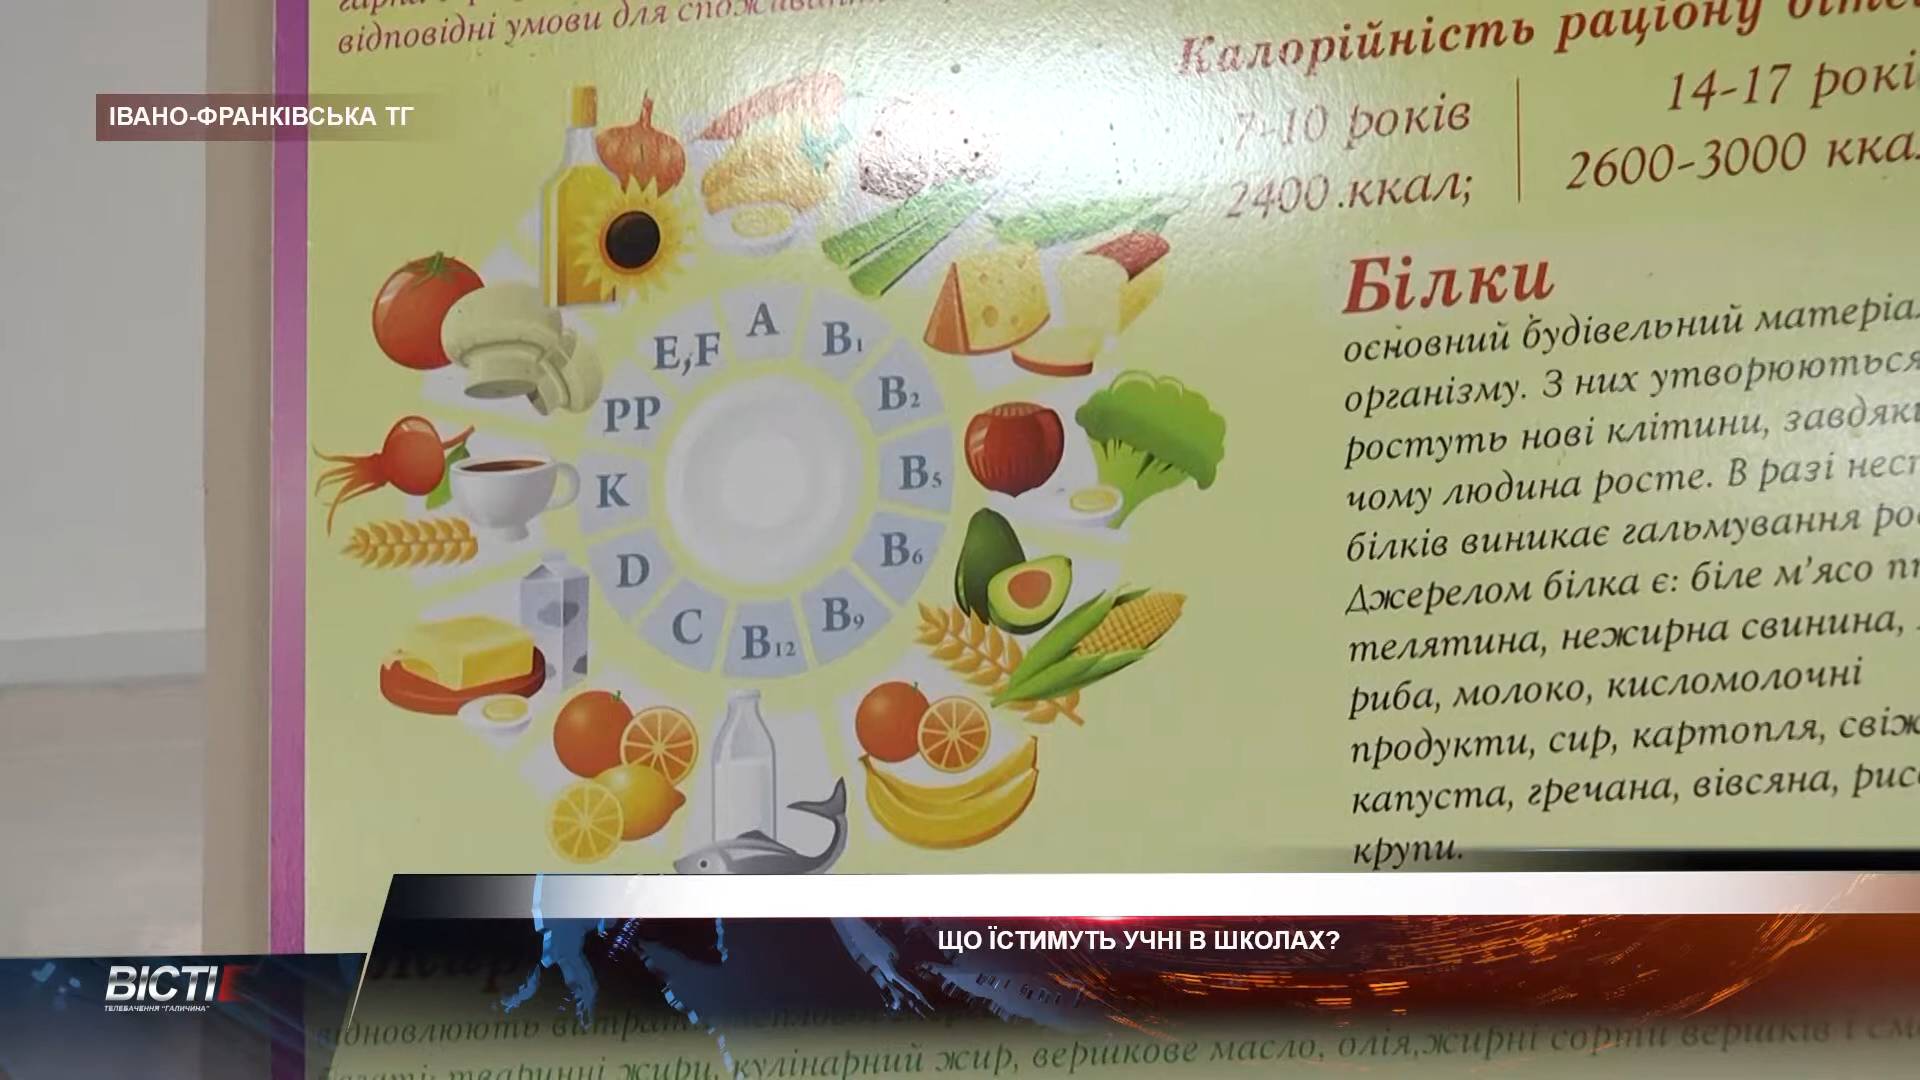 відповідні умови для споживання
ІВАНО-ФРАНКІВСЬКА ТГ
Калорійність раціону
7-10 років
2400 ккал;
14-17 рокі
2600-3000 ккал
E,F
A
B1
B2
B5
B6
B9
B12
C
D
K
PP
Білки
основний будівельний матеріал
організму. З них утворюються
ростуть нові клітини, завдяки
чому людина росте. В разі нест
білків виникає гальмування рос
Джерелом білка є: біле м’ясо
телятина, нежирна свинина,
риба, молоко, кисломолочні
продукти, сир, картопля, свіж
капуста, гречана, вівсяна, рис
крупи.
ЩО ЇСТИМУТЬ УЧНІ В ШКОЛАХ?
ВІСТІ
ТЕЛЕБАЧЕННЯ "ГАЛИЧИНА"
відновлюють
тваринні жири, кулінарний жир, вершкове масло, олія,жирні сорти вершків і